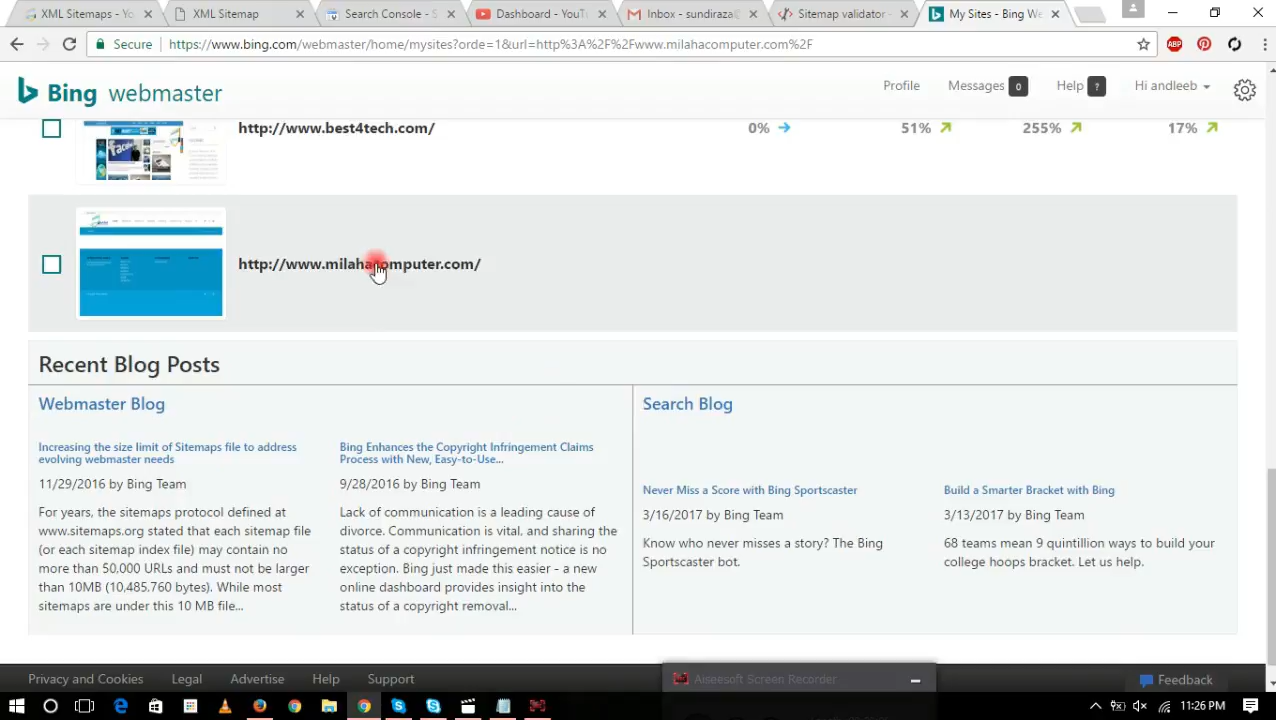 XML Sitemaps - Yo
XML Sitemap
Search Console - S
Dashboard - YouT
Inbox - sundiraza
Sitemap validator -
My Sites - Bing We
Secure
https://www.bing.com/webmaster/home/mysites?orde=1&url=http%3A%2F%2Fwww.milahacomputer.com%2F
ABP
Bing webmaster
Profile
Messages 0
Help ?
Hi andleeb
http://www.best4tech.com/
0%
51%
255%
17%
http://www.milahacomputer.com/
Recent Blog Posts
Webmaster Blog
Increasing the size limit of Sitemaps file to address
evolving webmaster needs
11/29/2016 by Bing Team
For years, the sitemaps protocol defined at
www.sitemaps.org stated that each sitemap file
(or each sitemap index file) may contain no
more than 50,000 URLs and must not be larger
than 10MB (10,485,760 bytes). While most
sitemaps are under this 10 MB file...
Bing Enhances the Copyright Infringement Claims
Process with New, Easy-to-Use...
9/28/2016 by Bing Team
Lack of communication is a leading cause of
divorce. Communication is vital, and sharing the
status of a copyright infringement notice is no
exception. Bing just made this easier - a new
online dashboard provides insight into the
status of a copyright removal...
Search Blog
Never Miss a Score with Bing Sportscaster
3/16/2017 by Bing Team
Know who never misses a story? The Bing
Sportscaster bot.
Build a Smarter Bracket with Bing
3/13/2017 by Bing Team
68 teams mean 9 quintillion ways to build your
college hoops bracket. Let us help.
Privacy and Cookies
Legal
Advertise
Help
Support
Aiseesoft Screen Recorder
Feedback
11:26 PM